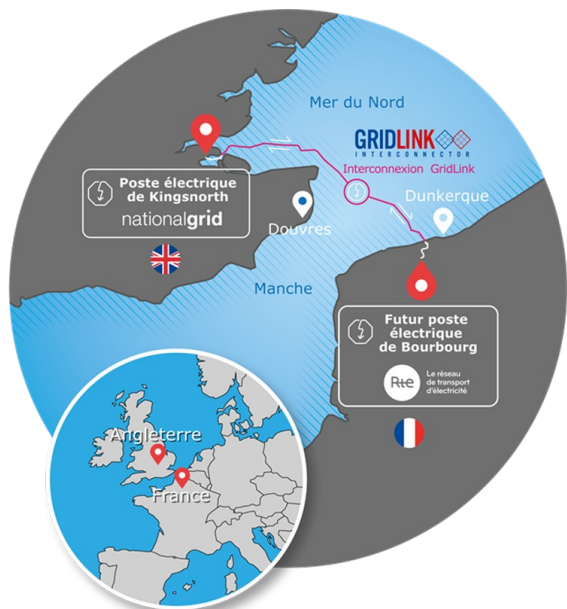 Mer du Nord
GRIDLINK
INTERCONNECTOR
Interconnexion GridLink
Poste électrique
de Kingsnorth
nationalgrid
Dunkerque
Douvres
Manche
Futur poste
électrique
de Bourbourg
Rte
Le réseau
de transport
d'électricité
Angleterre
France